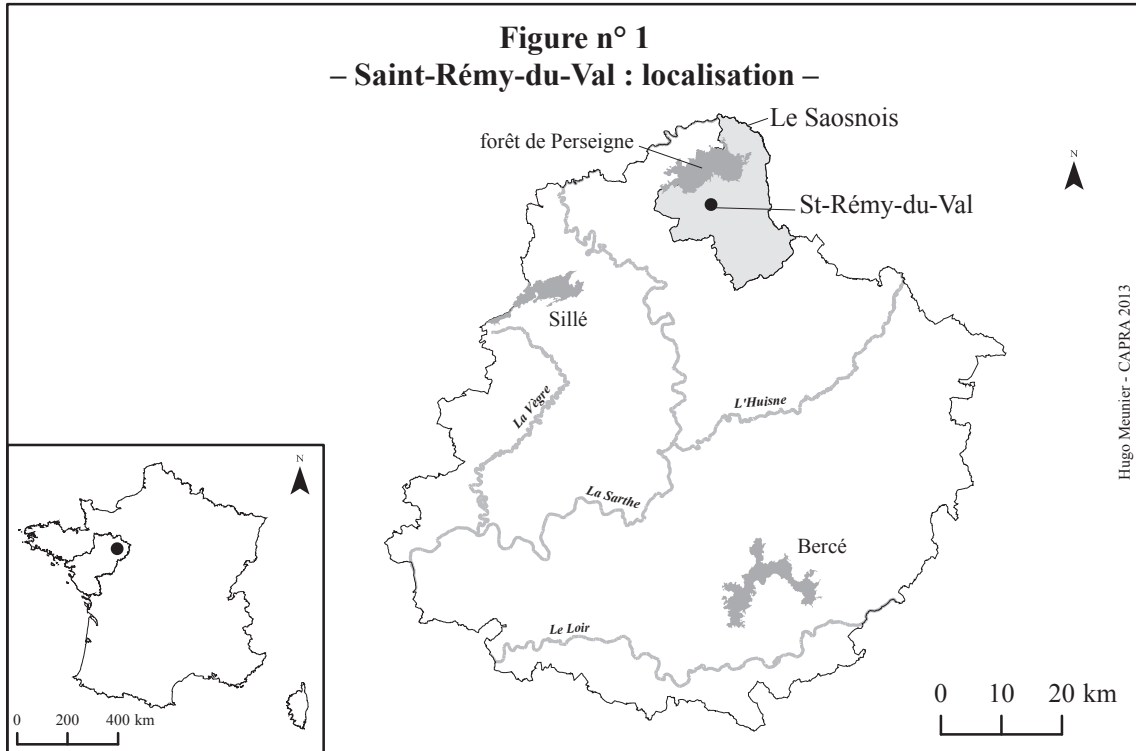 Figure n° 1
– Saint-Rémy-du-Val : localisation –
Le Saosnois
forêt de Perseigne
N
St-Rémy-du-Val
Sillé
La Vègre
L'Huisne
La Sarthe
Bercé
Le Loir
0 10 20 km
N
0 200 400 km
Hugo Meunier - CAPRA 2013